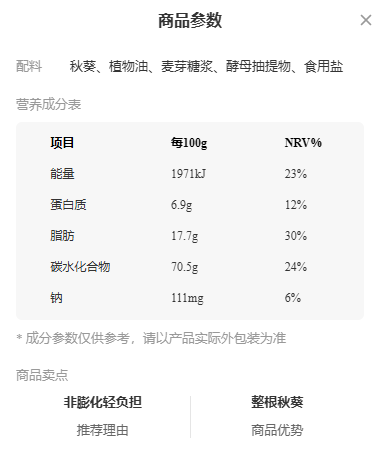 商品参数
配料 秋葵、植物油、麦芽糖浆、酵母抽提物、食用盐
营养成分表
项目 每100g NRV%
能量 1971kJ 23%
蛋白质 6.9g 12%
脂肪 17.7g 30%
碳水化合物 70.5g 24%
钠 111mg 6%
* 成分参数仅供参考，请以产品实际外包装为准
商品卖点
非膨化轻负担 整根秋葵
推荐理由 商品优势